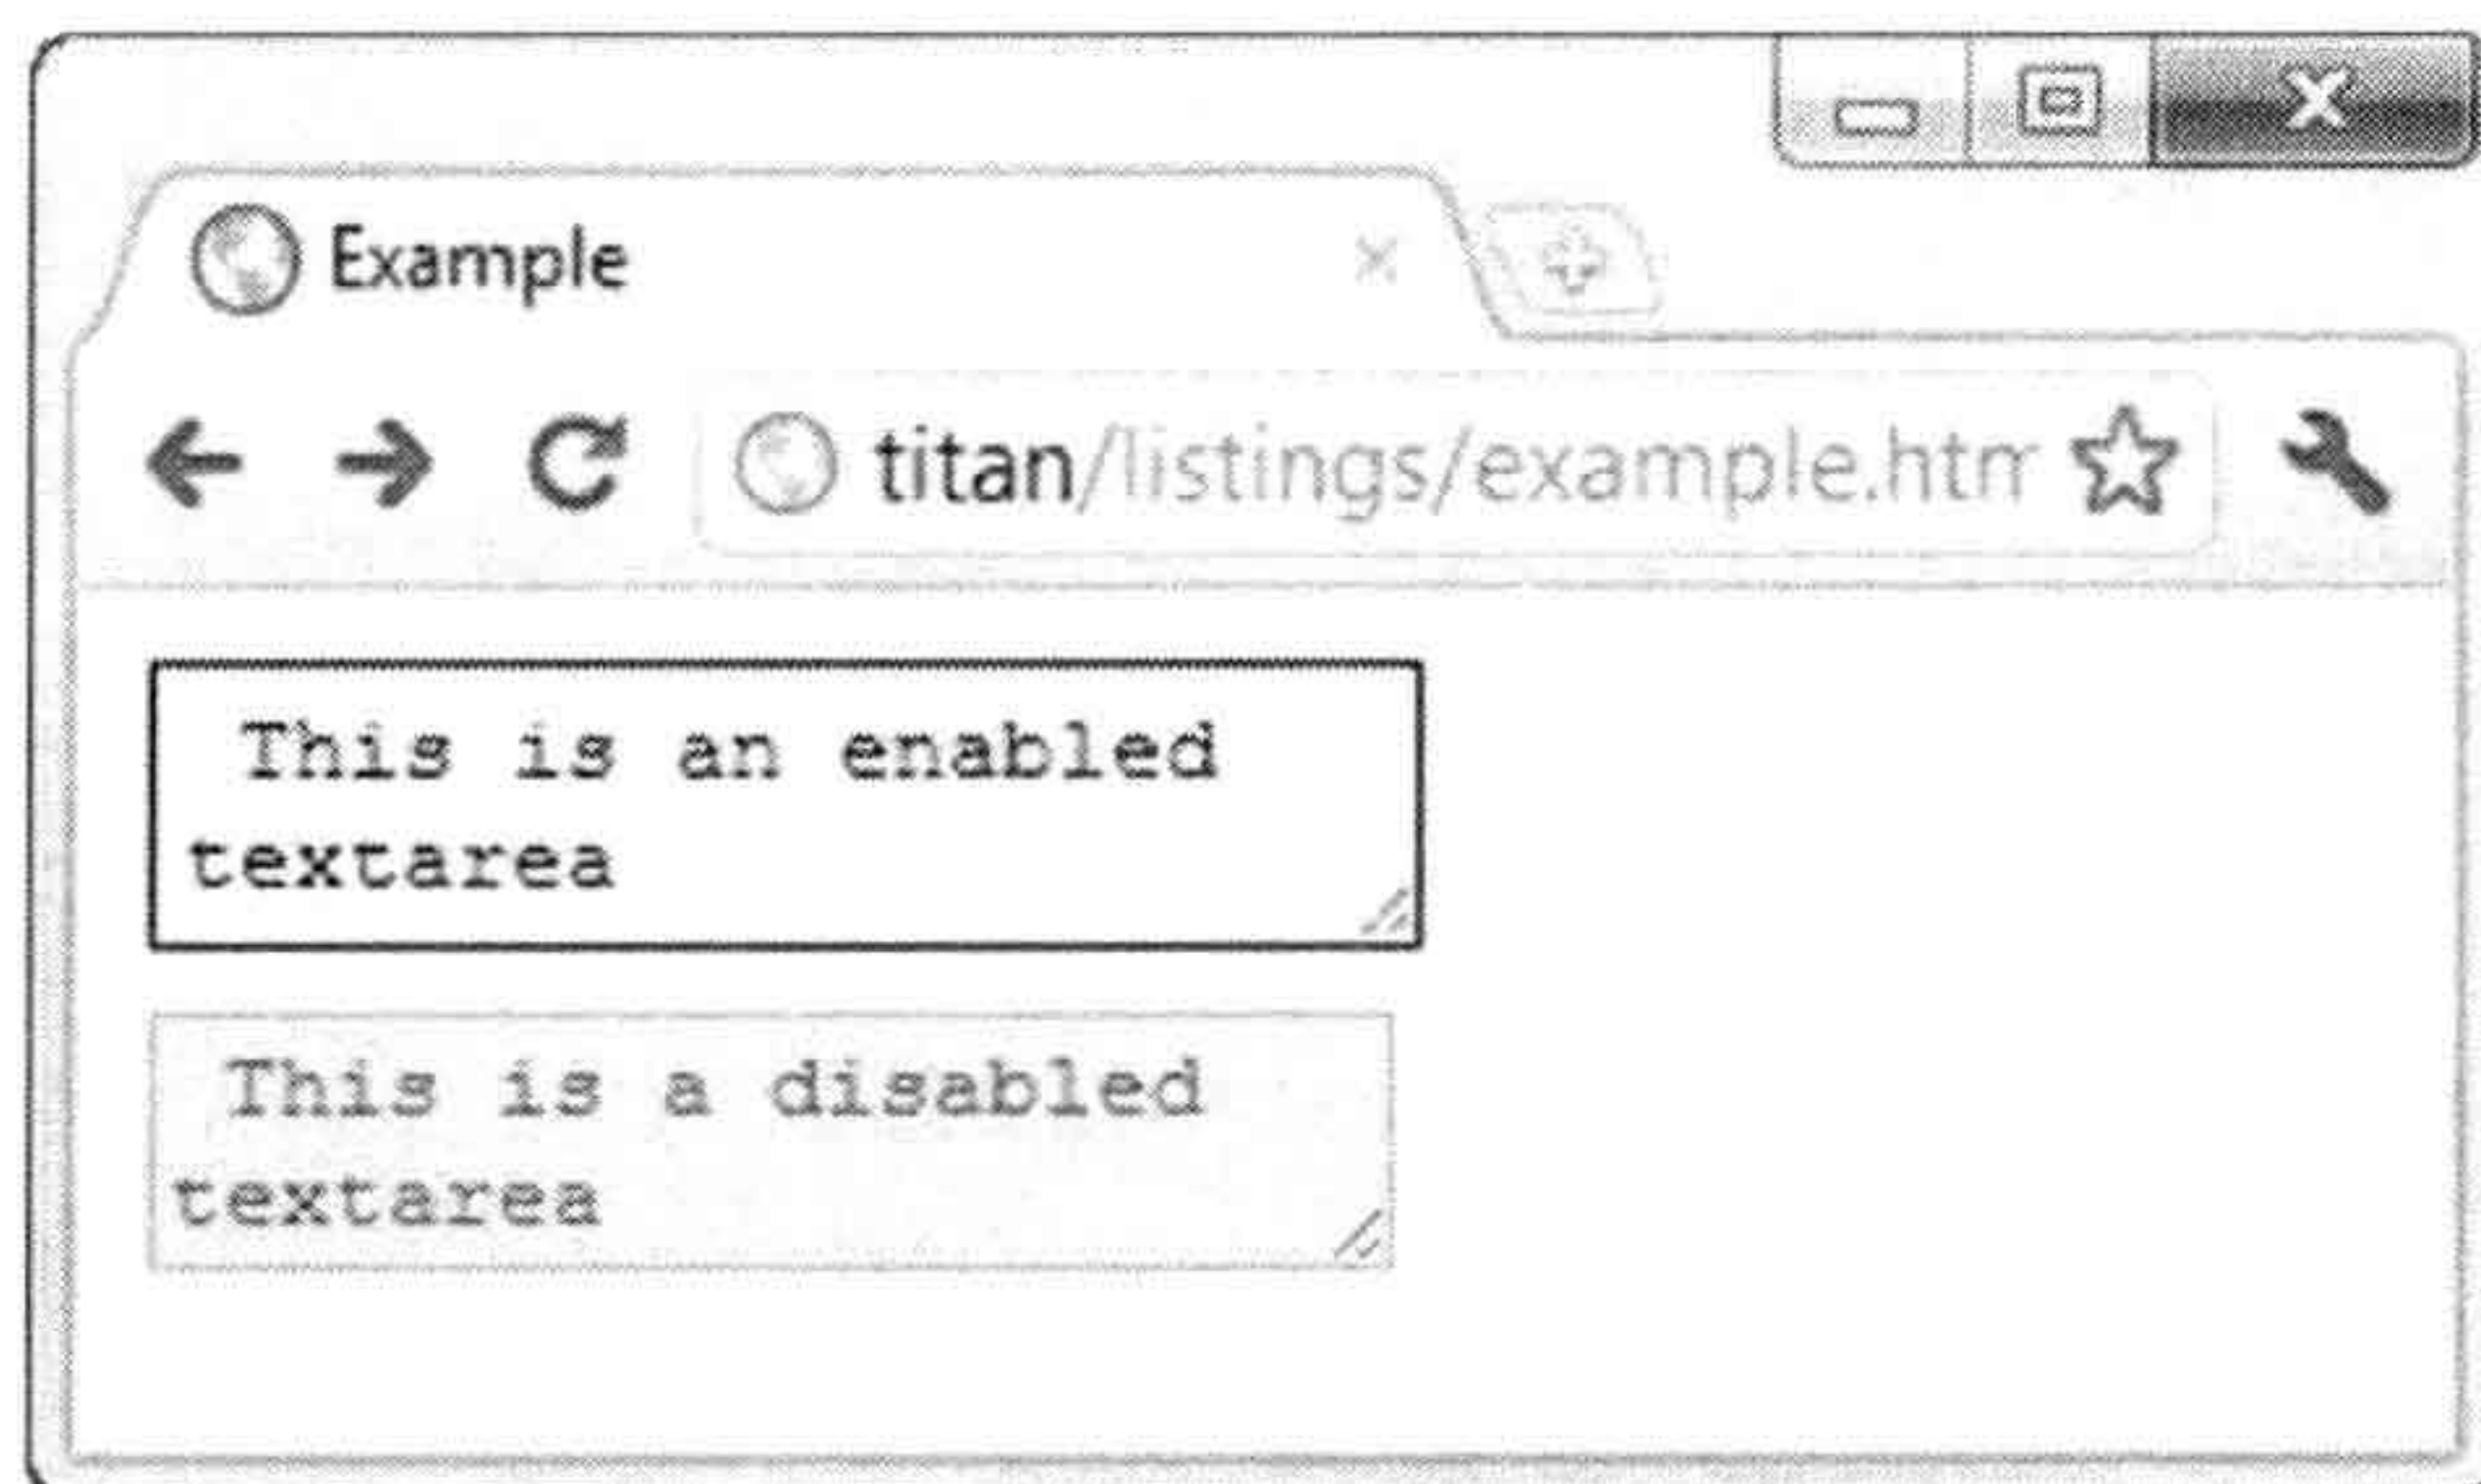 Example
titan/listings/example.htm
This is an enabled
textarea
This is a disabled
textarea